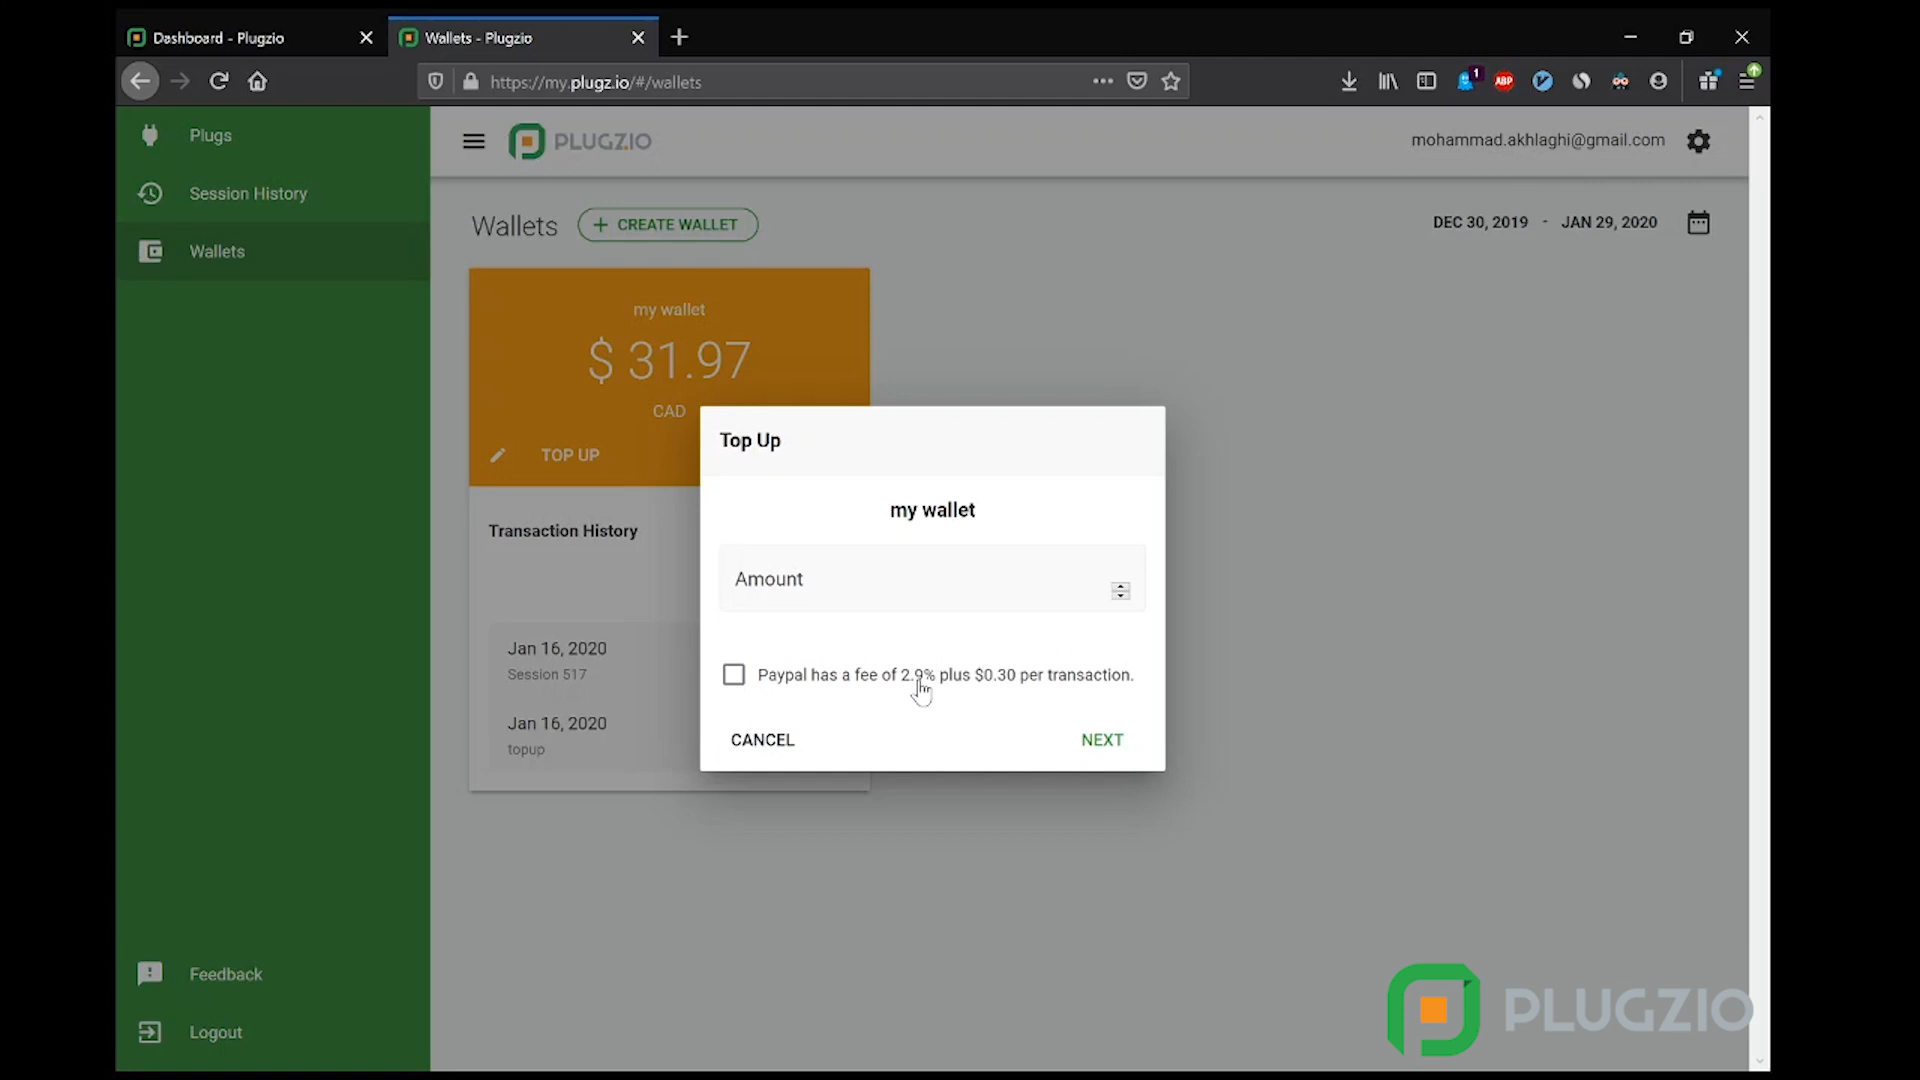 Dashboard - Plugzio
Wallets - Plugzio
https://my.plugz.io/#/wallets
1
ABP
Plugs
Session History
Wallets
Feedback
Logout
PLUGZIO
mohammad.akhlaghi@gmail.com
Wallets
+ CREATE WALLET
DEC 30, 2019 - JAN 29, 2020
my wallet
$ 31.97
CAD
TOP UP
Transaction History
Jan 16, 2020
Session 517
Jan 16, 2020
topup
Top Up
my wallet
Amount
Paypal has a fee of 2.9% plus $0.30 per transaction.
CANCEL
NEXT
PLUGZIO